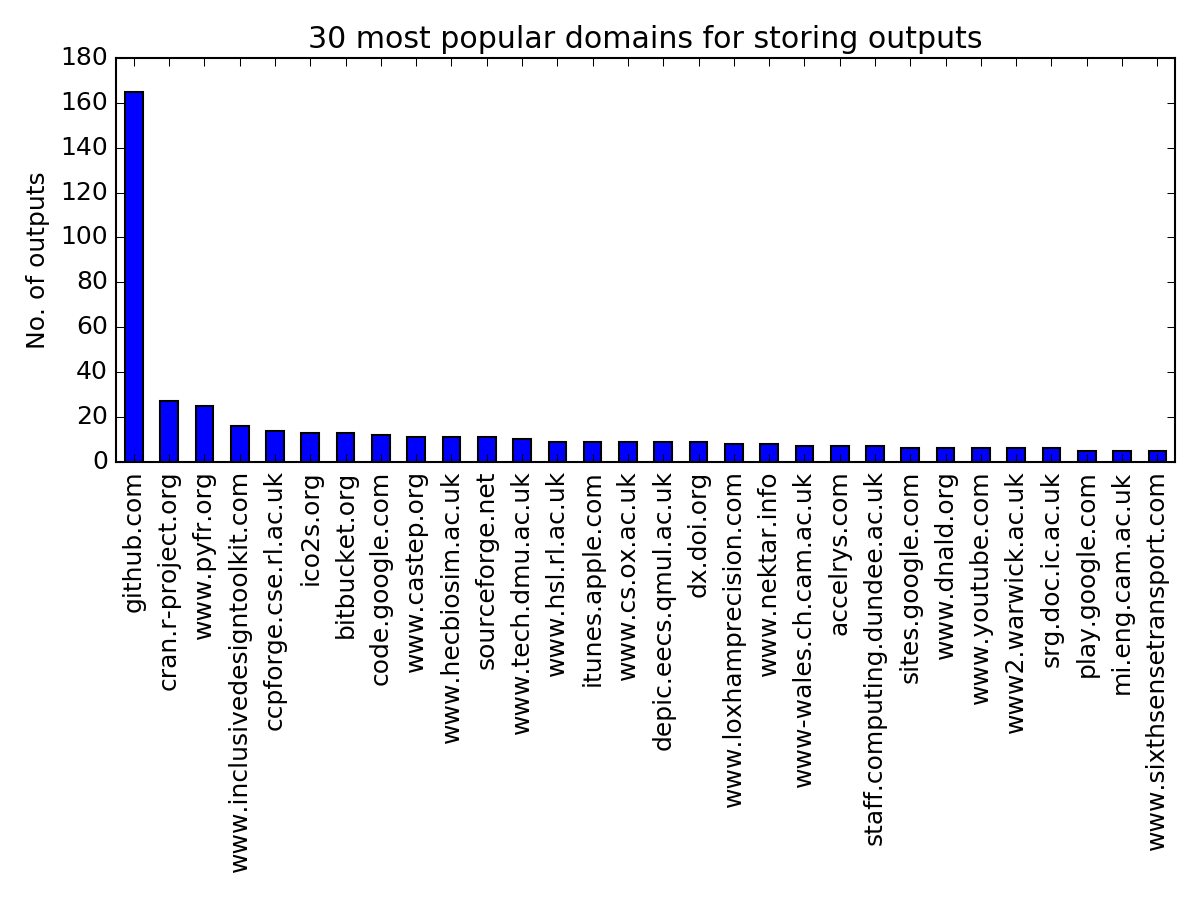 30 most popular domains for storing outputs
No. of outputs
180
160
140
120
100
80
60
40
20
0
github.com
cran.r-project.org
www.pyfr.org
www.inclusivedesigntoolkit.com
ccpforge.cse.rl.ac.uk
ico2s.org
bitbucket.org
code.google.com
www.castep.org
www.hecbiosim.ac.uk
sourceforge.net
www.tech.dmu.ac.uk
www.hsl.rl.ac.uk
itunes.apple.com
www.cs.ox.ac.uk
depic.eecs.qmul.ac.uk
dx.doi.org
www.loxhamprecision.com
www.nektar.info
www-wales.ch.cam.ac.uk
accelrys.com
staff.computing.dundee.ac.uk
sites.google.com
www.dnald.org
www.youtube.com
www2.warwick.ac.uk
srg.doc.ic.ac.uk
play.google.com
mi.eng.cam.ac.uk
www.sixthsensetransport.com